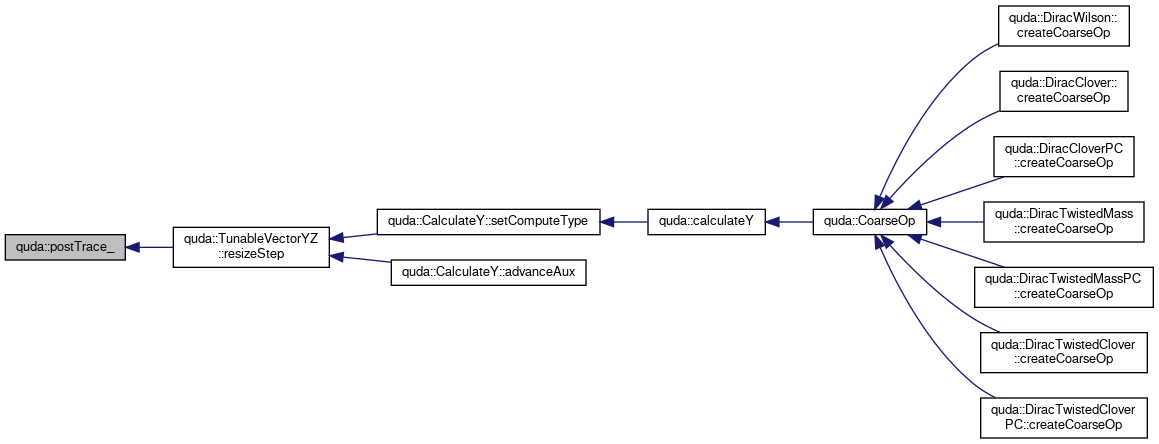 quda::postTrace_
quda::TunableVectorYZ
::resizeStep
quda::CalculateY::setComputeType
quda::CalculateY::advanceAux
quda::calculateY
quda::CoarseOp
quda::DiracWilson::
createCoarseOp
quda::DiracClover::
createCoarseOp
quda::DiracCloverPC
::createCoarseOp
quda::DiracTwistedMass
::createCoarseOp
quda::DiracTwistedMassPC
::createCoarseOp
quda::DiracTwistedClover
::createCoarseOp
quda::DiracTwistedClover
PC::createCoarseOp